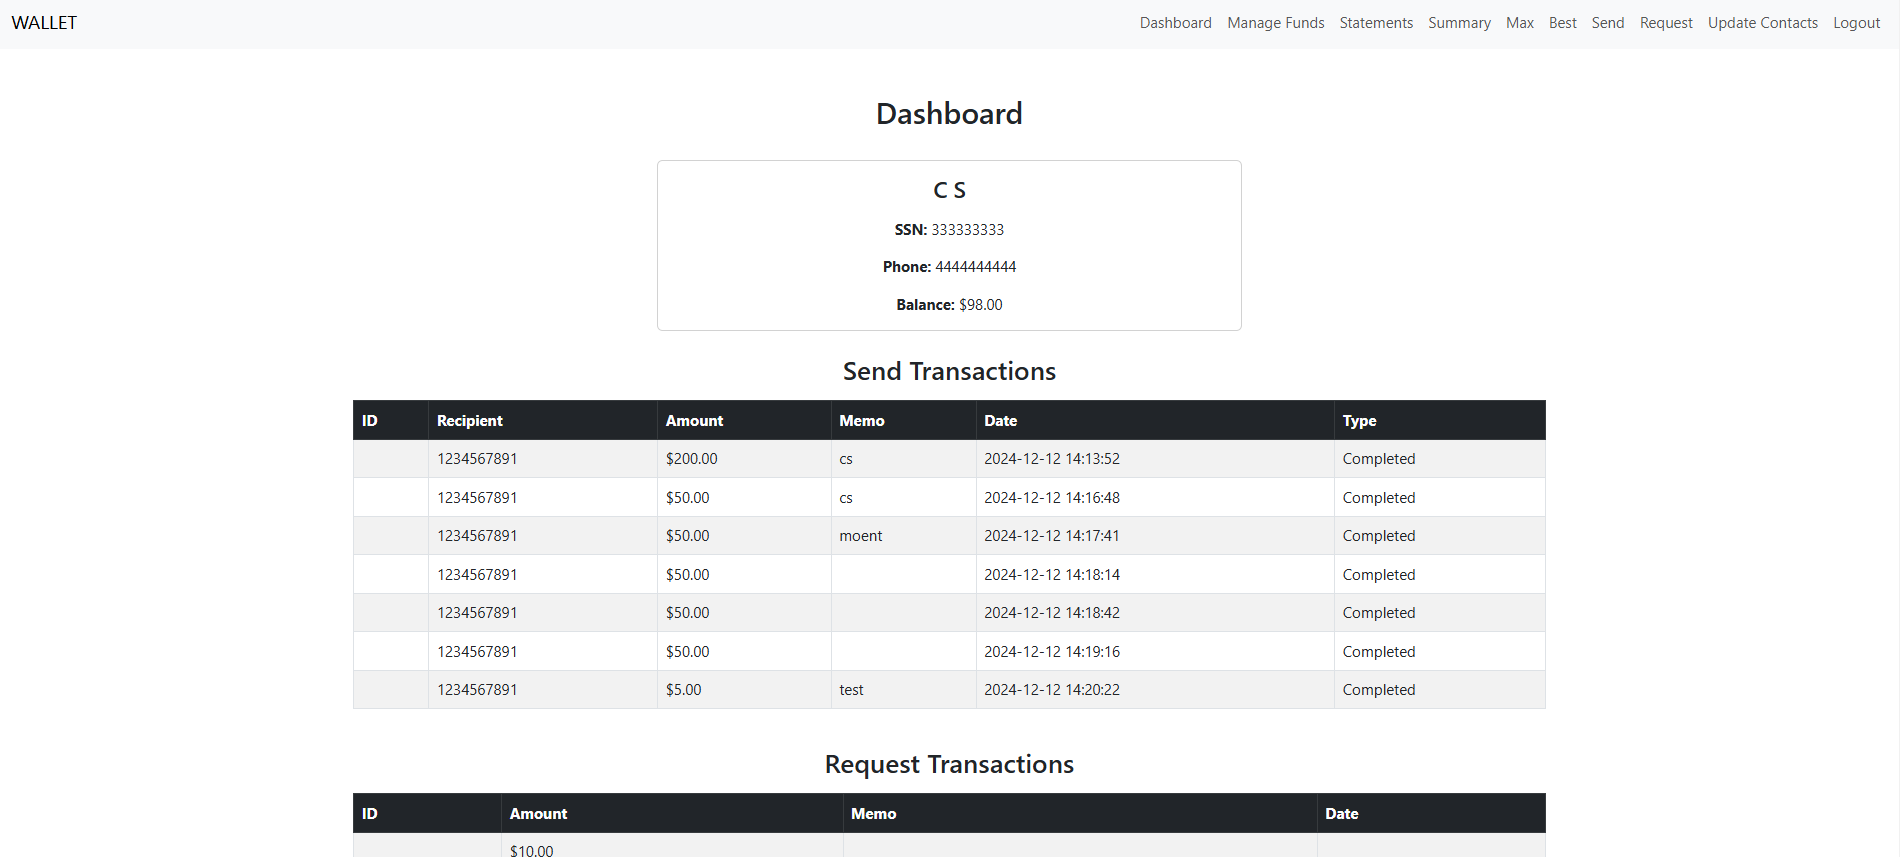 WALLET Dashboard Manage Funds Statements Summary Max Best Send Request Update Contacts Logout
Dashboard
C S
SSN: 333333333
Phone: 4444444444
Balance: $98.00
Send Transactions
ID Recipient Amount Memo Date Type
1234567891 $200.00 cs 2024-12-12 14:13:52 Completed
1234567891 $50.00 cs 2024-12-12 14:16:48 Completed
1234567891 $50.00 moent 2024-12-12 14:17:41 Completed
1234567891 $50.00 2024-12-12 14:18:14 Completed
1234567891 $50.00 2024-12-12 14:18:42 Completed
1234567891 $50.00 2024-12-12 14:19:16 Completed
1234567891 $5.00 test 2024-12-12 14:20:22 Completed
Request Transactions
ID Amount Memo Date
$10.00